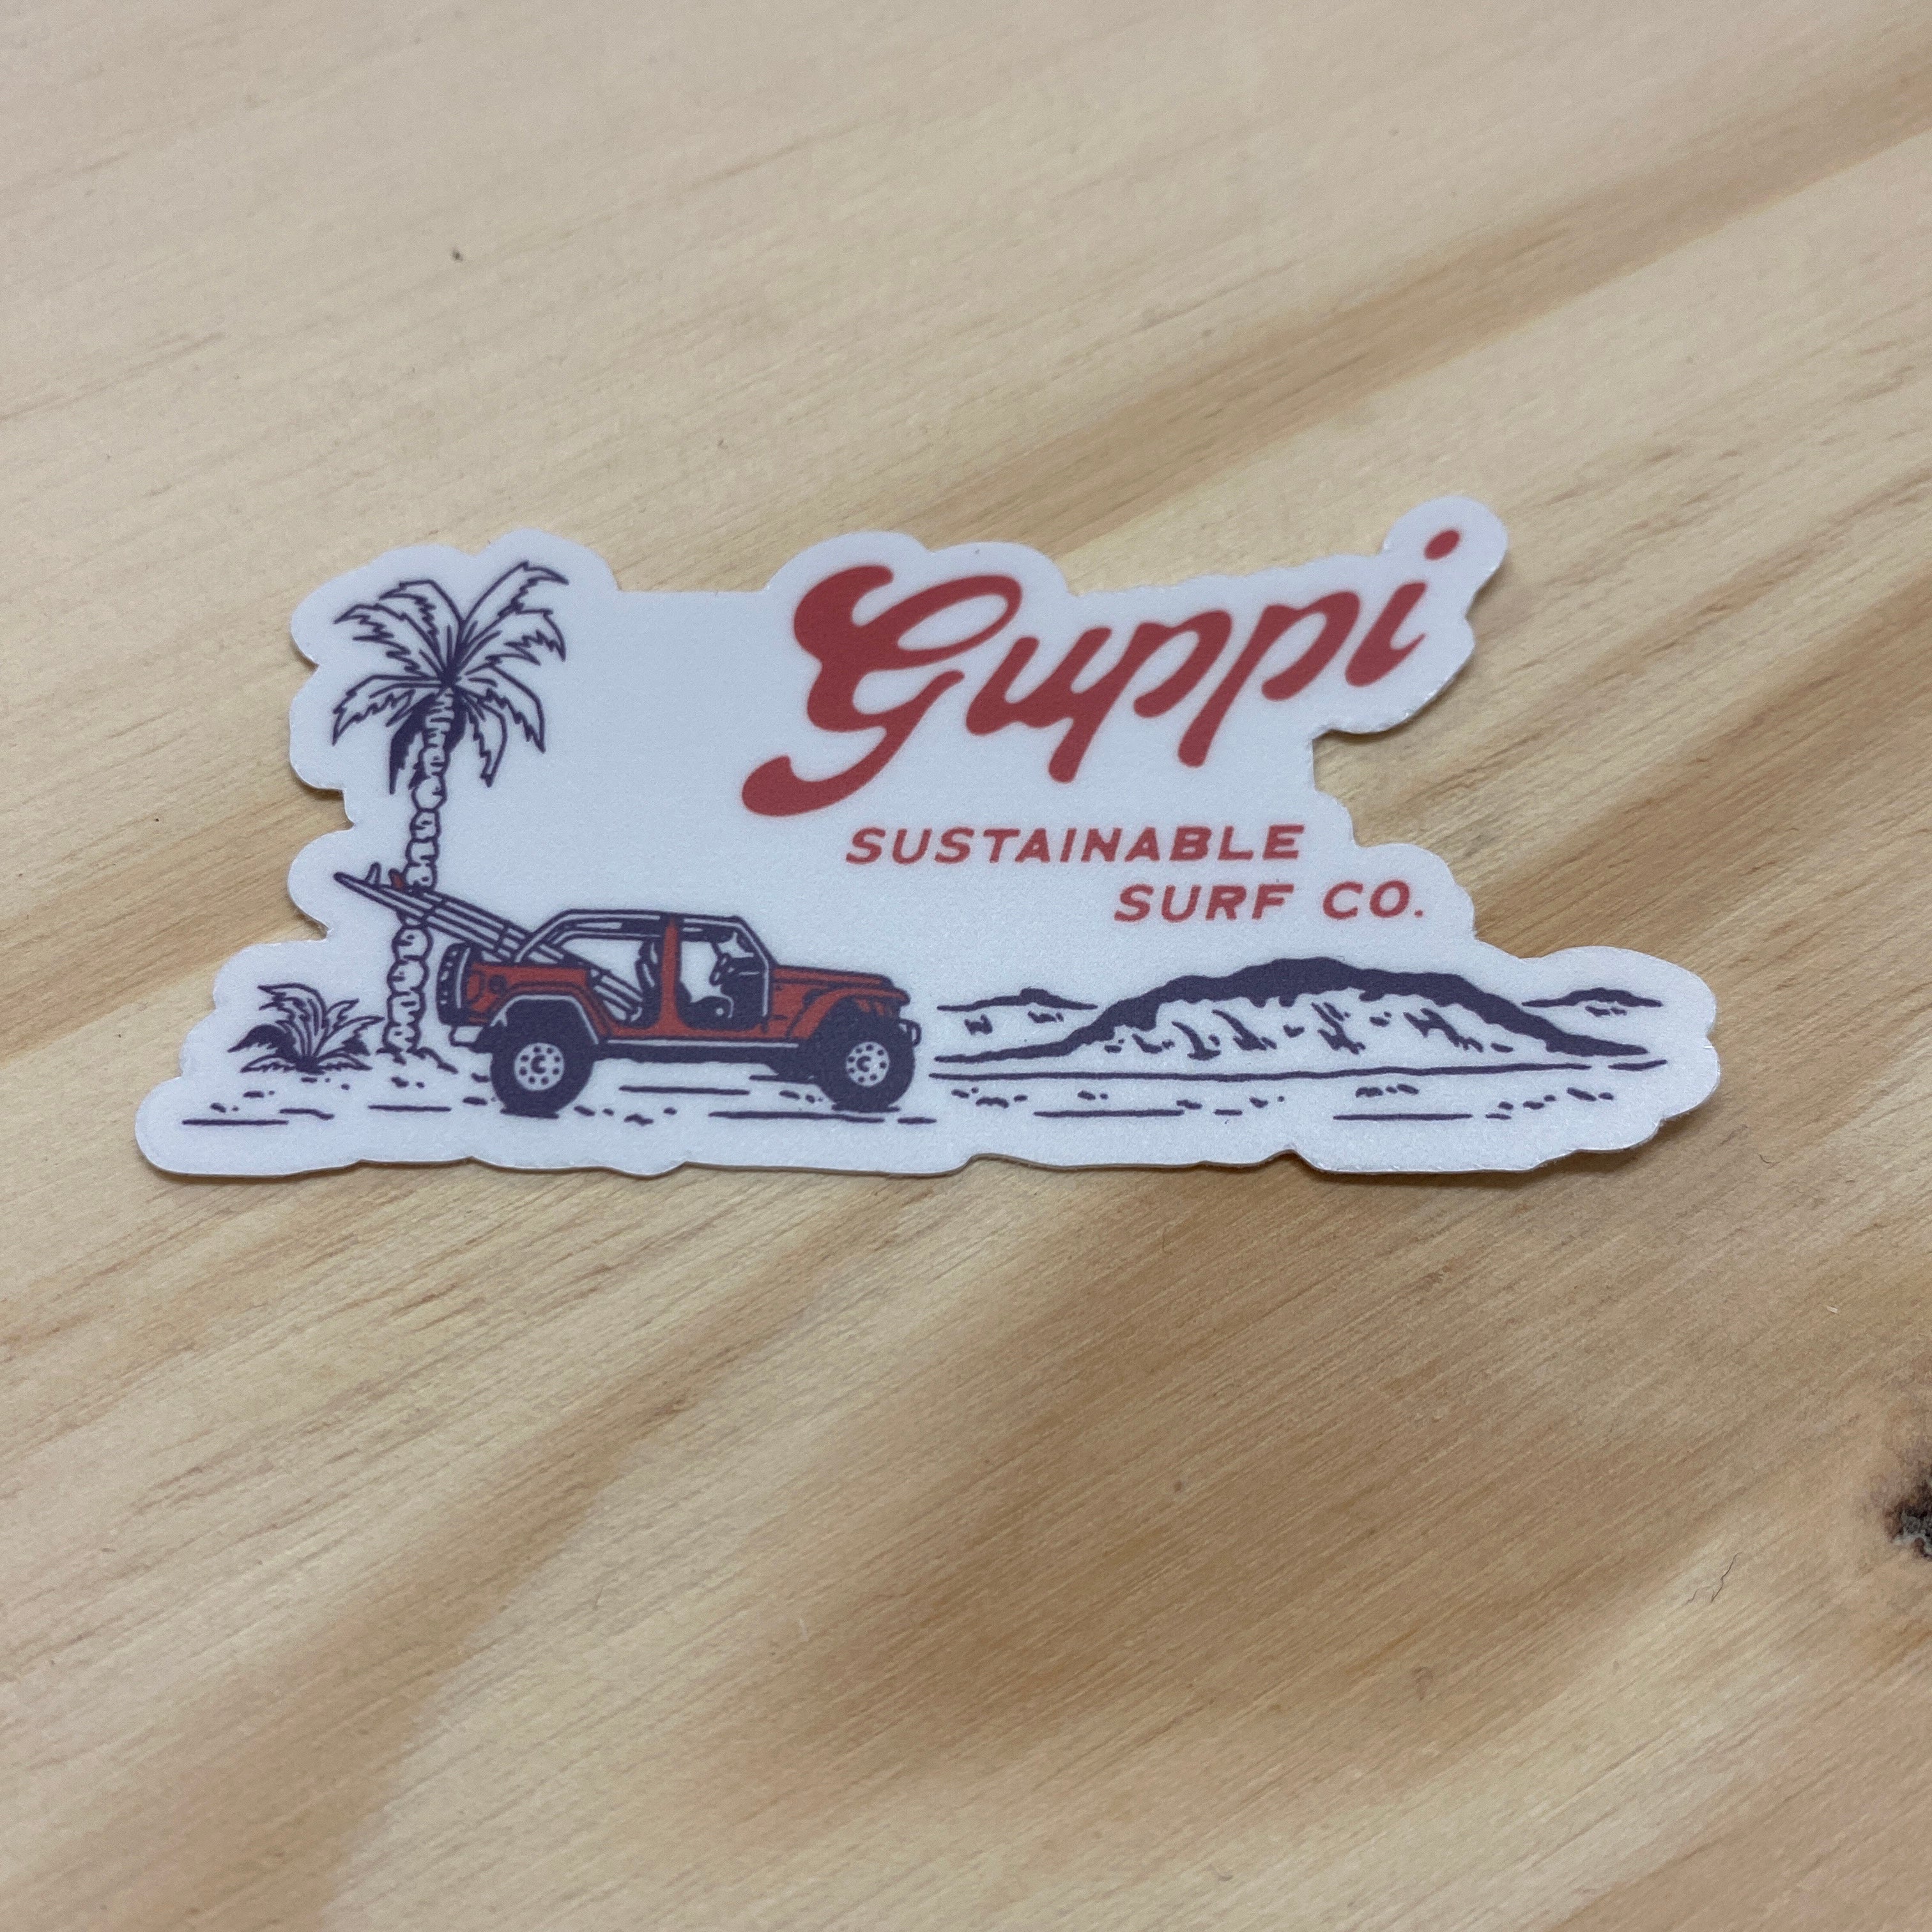 Guppi
SUSTAINABLE
SURF CO.